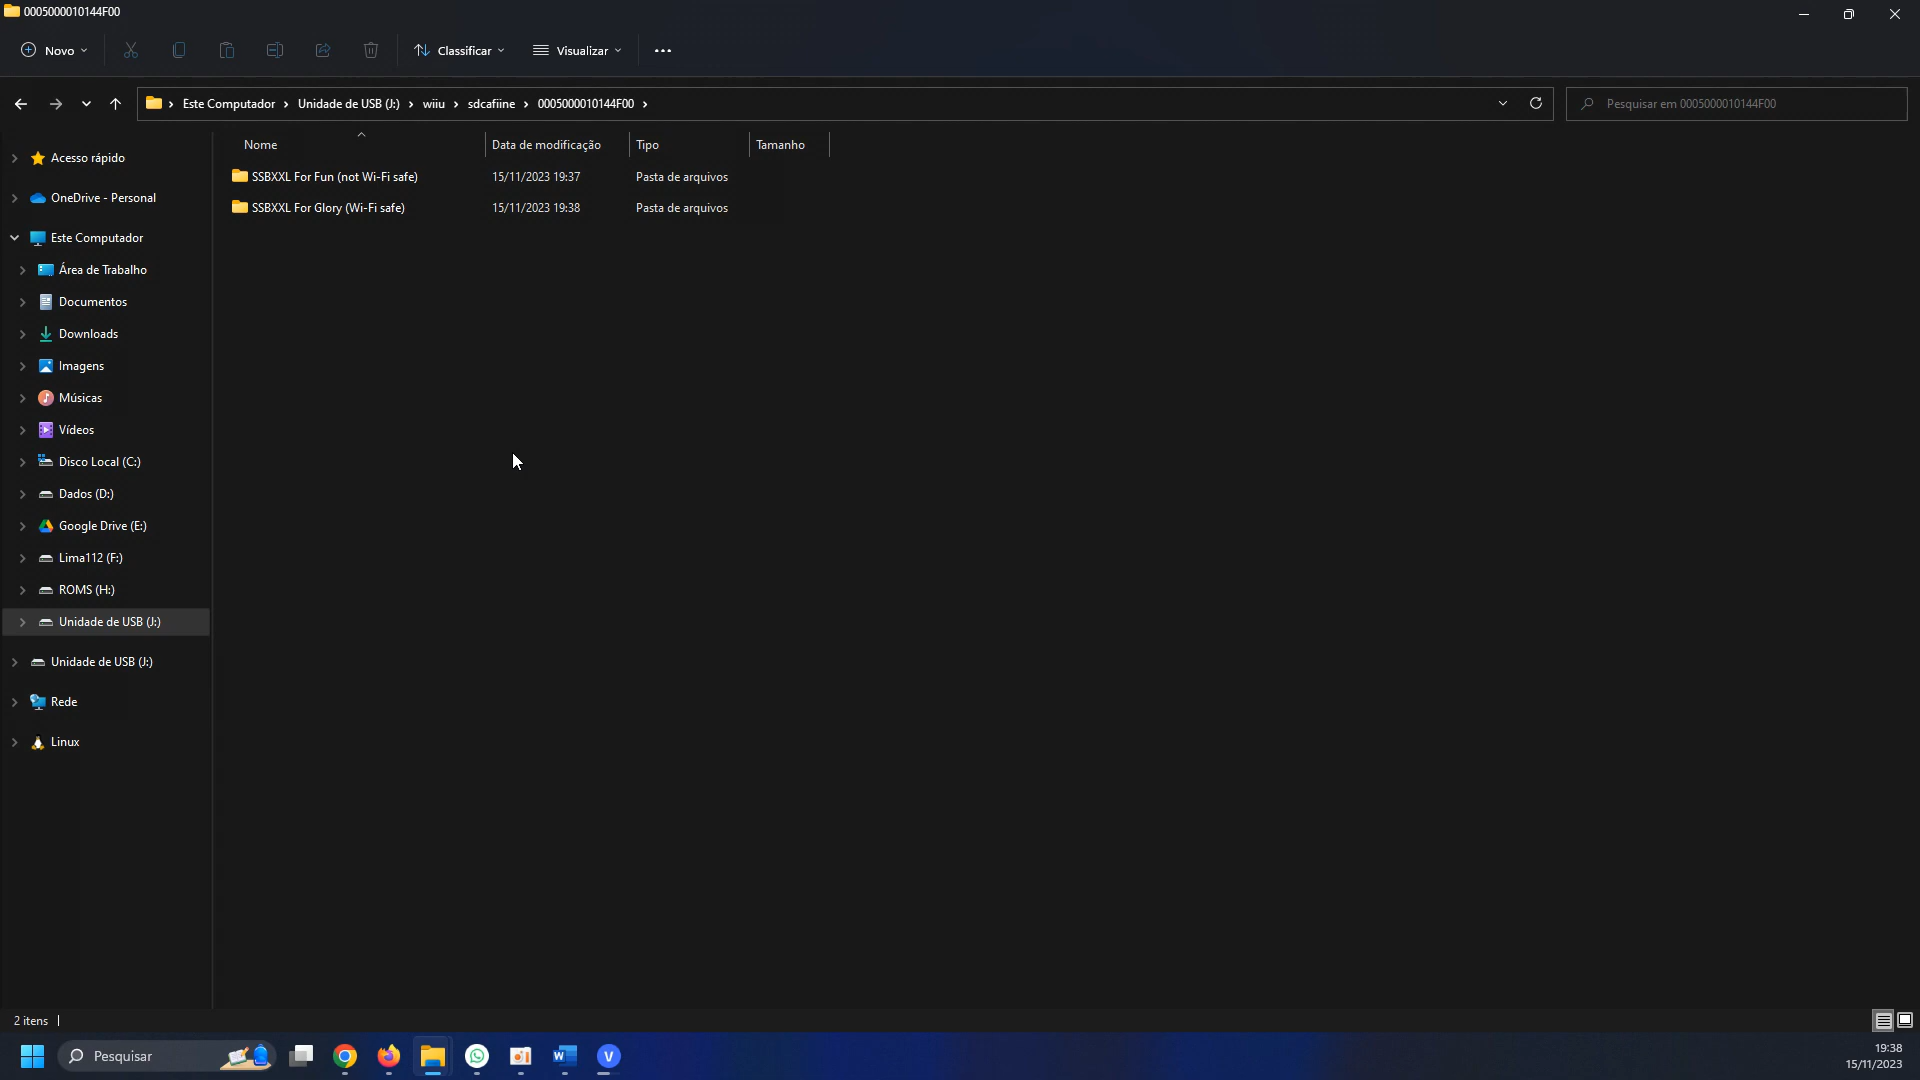 0005000010144F00
Novo
Classificar
Visualizar
Este Computador > Unidade de USB (J:) > wiiu > sdcafiine > 0005000010144F00 >
Pesquisar em 0005000010144F00
Nome Data de modificação Tipo Tamanho
SSBXXL For Fun (not Wi-Fi safe) 15/11/2023 19:37 Pasta de arquivos
SSBXXL For Glory (Wi-Fi safe) 15/11/2023 19:38 Pasta de arquivos
Acesso rápido
OneDrive - Personal
Este Computador
Área de Trabalho
Documentos
Downloads
Imagens
Músicas
Vídeos
Disco Local (C:)
Dados (D:)
Google Drive (E:)
Lima112 (F:)
ROMS (H:)
Unidade de USB (J:)
Unidade de USB (J:)
Rede
Linux
2 itens
Pesquisar
W
V
19:38
15/11/2023